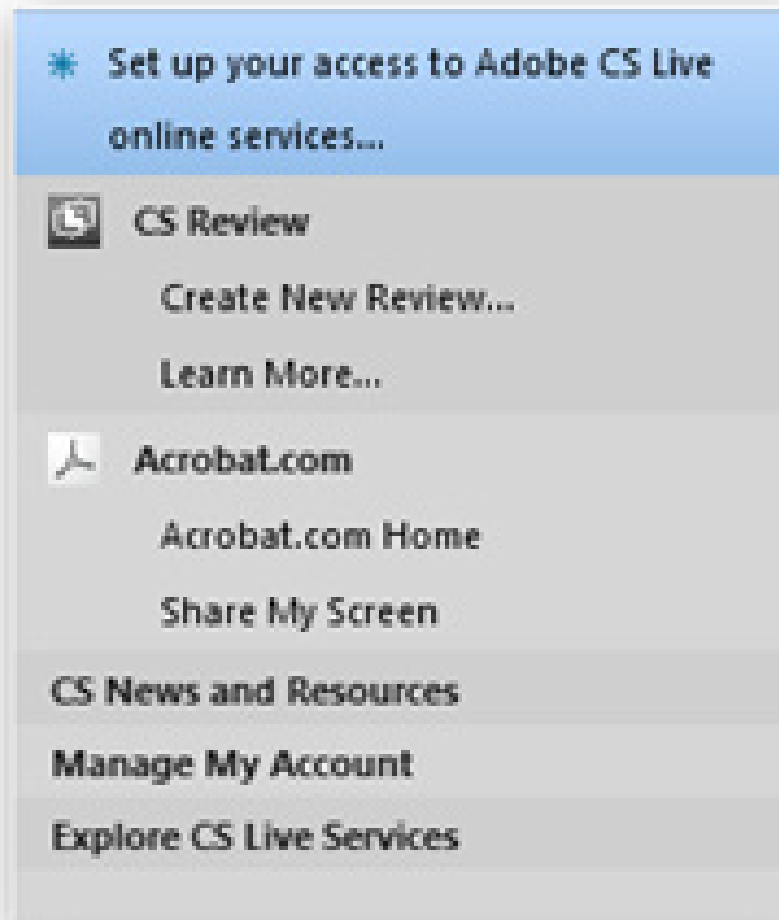 Set up your access to Adobe CS Live
online services...
CS Review
Create New Review...
Learn More...
Acrobat.com
Acrobat.com Home
Share My Screen
CS News and Resources
Manage My Account
Explore CS Live Services